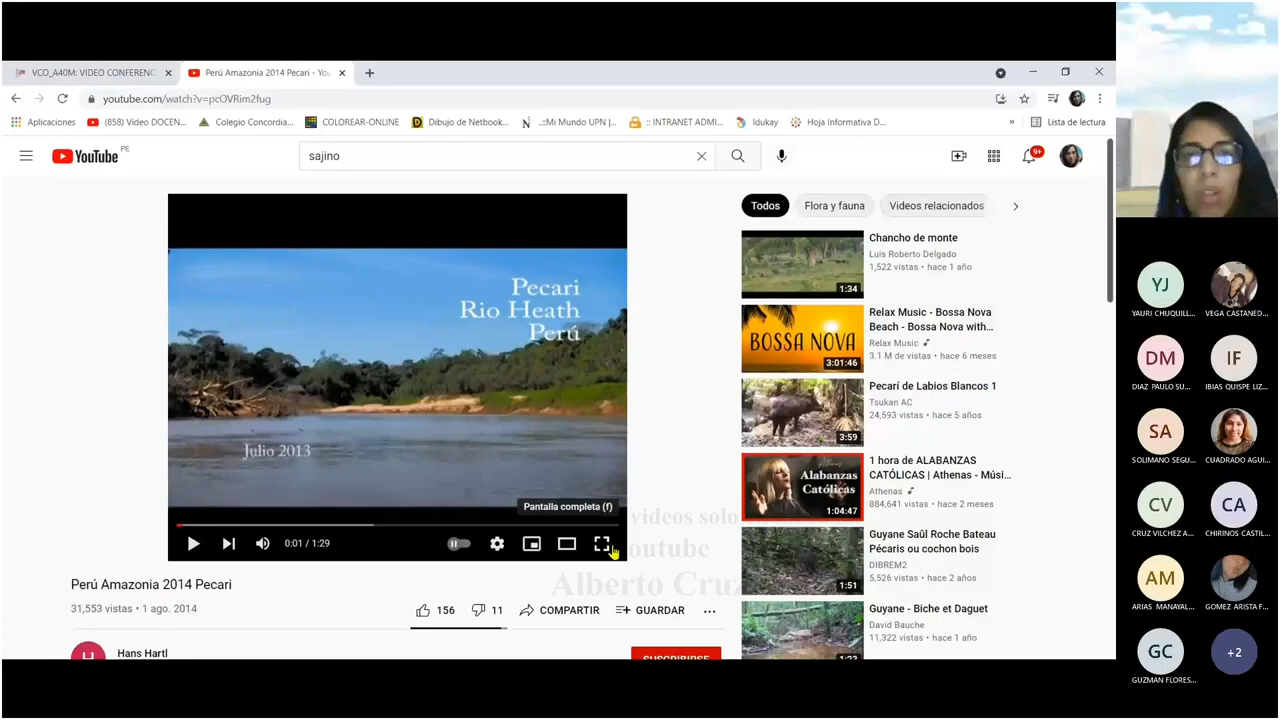 VCO_A40M: VIDEO CONFERENC
Perú Amazonia 2014 Pecari - You
youtube.com/watch?v=pcOVRim2fug
Aplicaciones
(858) Video DOCEN...
Colegio Concordia...
COLOREAR-ONLINE
Dibujo de Netbook...
..::Mi Mundo UPN |...
:: INTRANET ADMI...
Idukay
Hoja Informativa D...
»
Lista de lectura
YouTube PE
sajino
9+
Pecari
Rio Heath
Perú
Julio 2013
Pantalla completa (f)
0:01 / 1:29
videos solo
outube
Alberto Cruz
Perú Amazonia 2014 Pecari
31,553 vistas • 1 ago. 2014
156
11
COMPARTIR
GUARDAR
H
Hans Hartl
SUSCRIBIRSE
Todos
Flora y fauna
Videos relacionados
Chancho de monte
Luis Roberto Delgado
1,522 vistas • hace 1 año
1:34
BOSSA NOVA
3:01:46
Relax Music - Bossa Nova
Beach - Bossa Nova with...
Relax Music
3.1 M de vistas • hace 6 meses
3:59
Pecarí de Labios Blancos 1
Tsukan AC
24,593 vistas • hace 5 años
Alabanzas
Católicas
1:04:47
1 hora de ALABANZAS
CATÓLICAS | Athenas - Músi...
Athenas
884,641 vistas • hace 2 meses
1:51
Guyane Saûl Roche Bateau
Pécaris ou cochon bois
DIBREM2
5,526 vistas • hace 2 años
Guyane - Biche et Daguet
David Bauche
11,322 vistas • hace 1 año
1:23
YJ
YAURI CHUQUILL...
VEGA CASTANED...
DM
DIAZ PAULO SU...
IF
IBIAS QUISPE LIZ...
SA
SOLIMANO SEGU...
CUADRADO AGUI...
CV
CRUZ VILCHEZ A...
CA
CHIRINOS CASTIL...
AM
ARIAS MANAYAL...
GOMEZ ARISTA F...
GC
GUZMAN FLORES...
+2